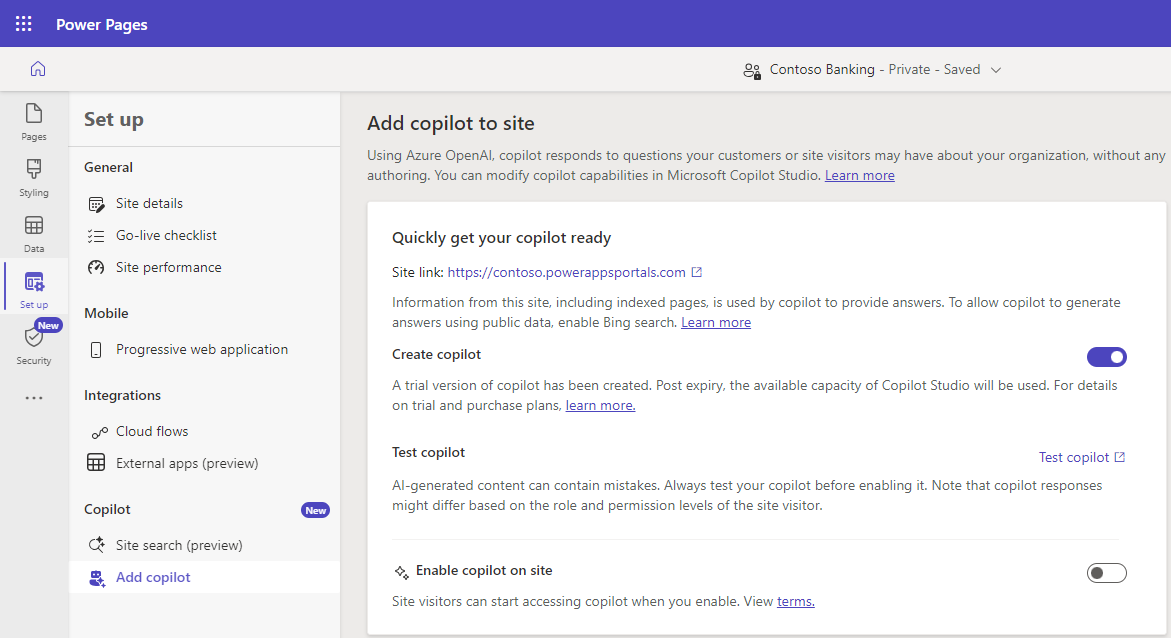 Power Pages
Contoso Banking - Private - Saved
Pages
Styling
Data
Set up
New
Security
Set up
General
Site details
Go-live checklist
Site performance
Mobile
Progressive web application
Integrations
Cloud flows
External apps (preview)
Copilot New
Site search (preview)
Add copilot
Add copilot to site
Using Azure OpenAI, copilot responds to questions your customers or site visitors may have about your organization, without any
authoring. You can modify copilot capabilities in Microsoft Copilot Studio. Learn more
Quickly get your copilot ready
Site link: https://contoso.powerappsportals.com
Information from this site, including indexed pages, is used by copilot to provide answers. To allow copilot to generate
answers using public data, enable Bing search. Learn more
Create copilot
A trial version of copilot has been created. Post expiry, the available capacity of Copilot Studio will be used. For details
on trial and purchase plans, learn more.
Test copilot
Test copilot
AI-generated content can contain mistakes. Always test your copilot before enabling it. Note that copilot responses
might differ based on the role and permission levels of the site visitor.
Enable copilot on site
Site visitors can start accessing copilot when you enable. View terms.